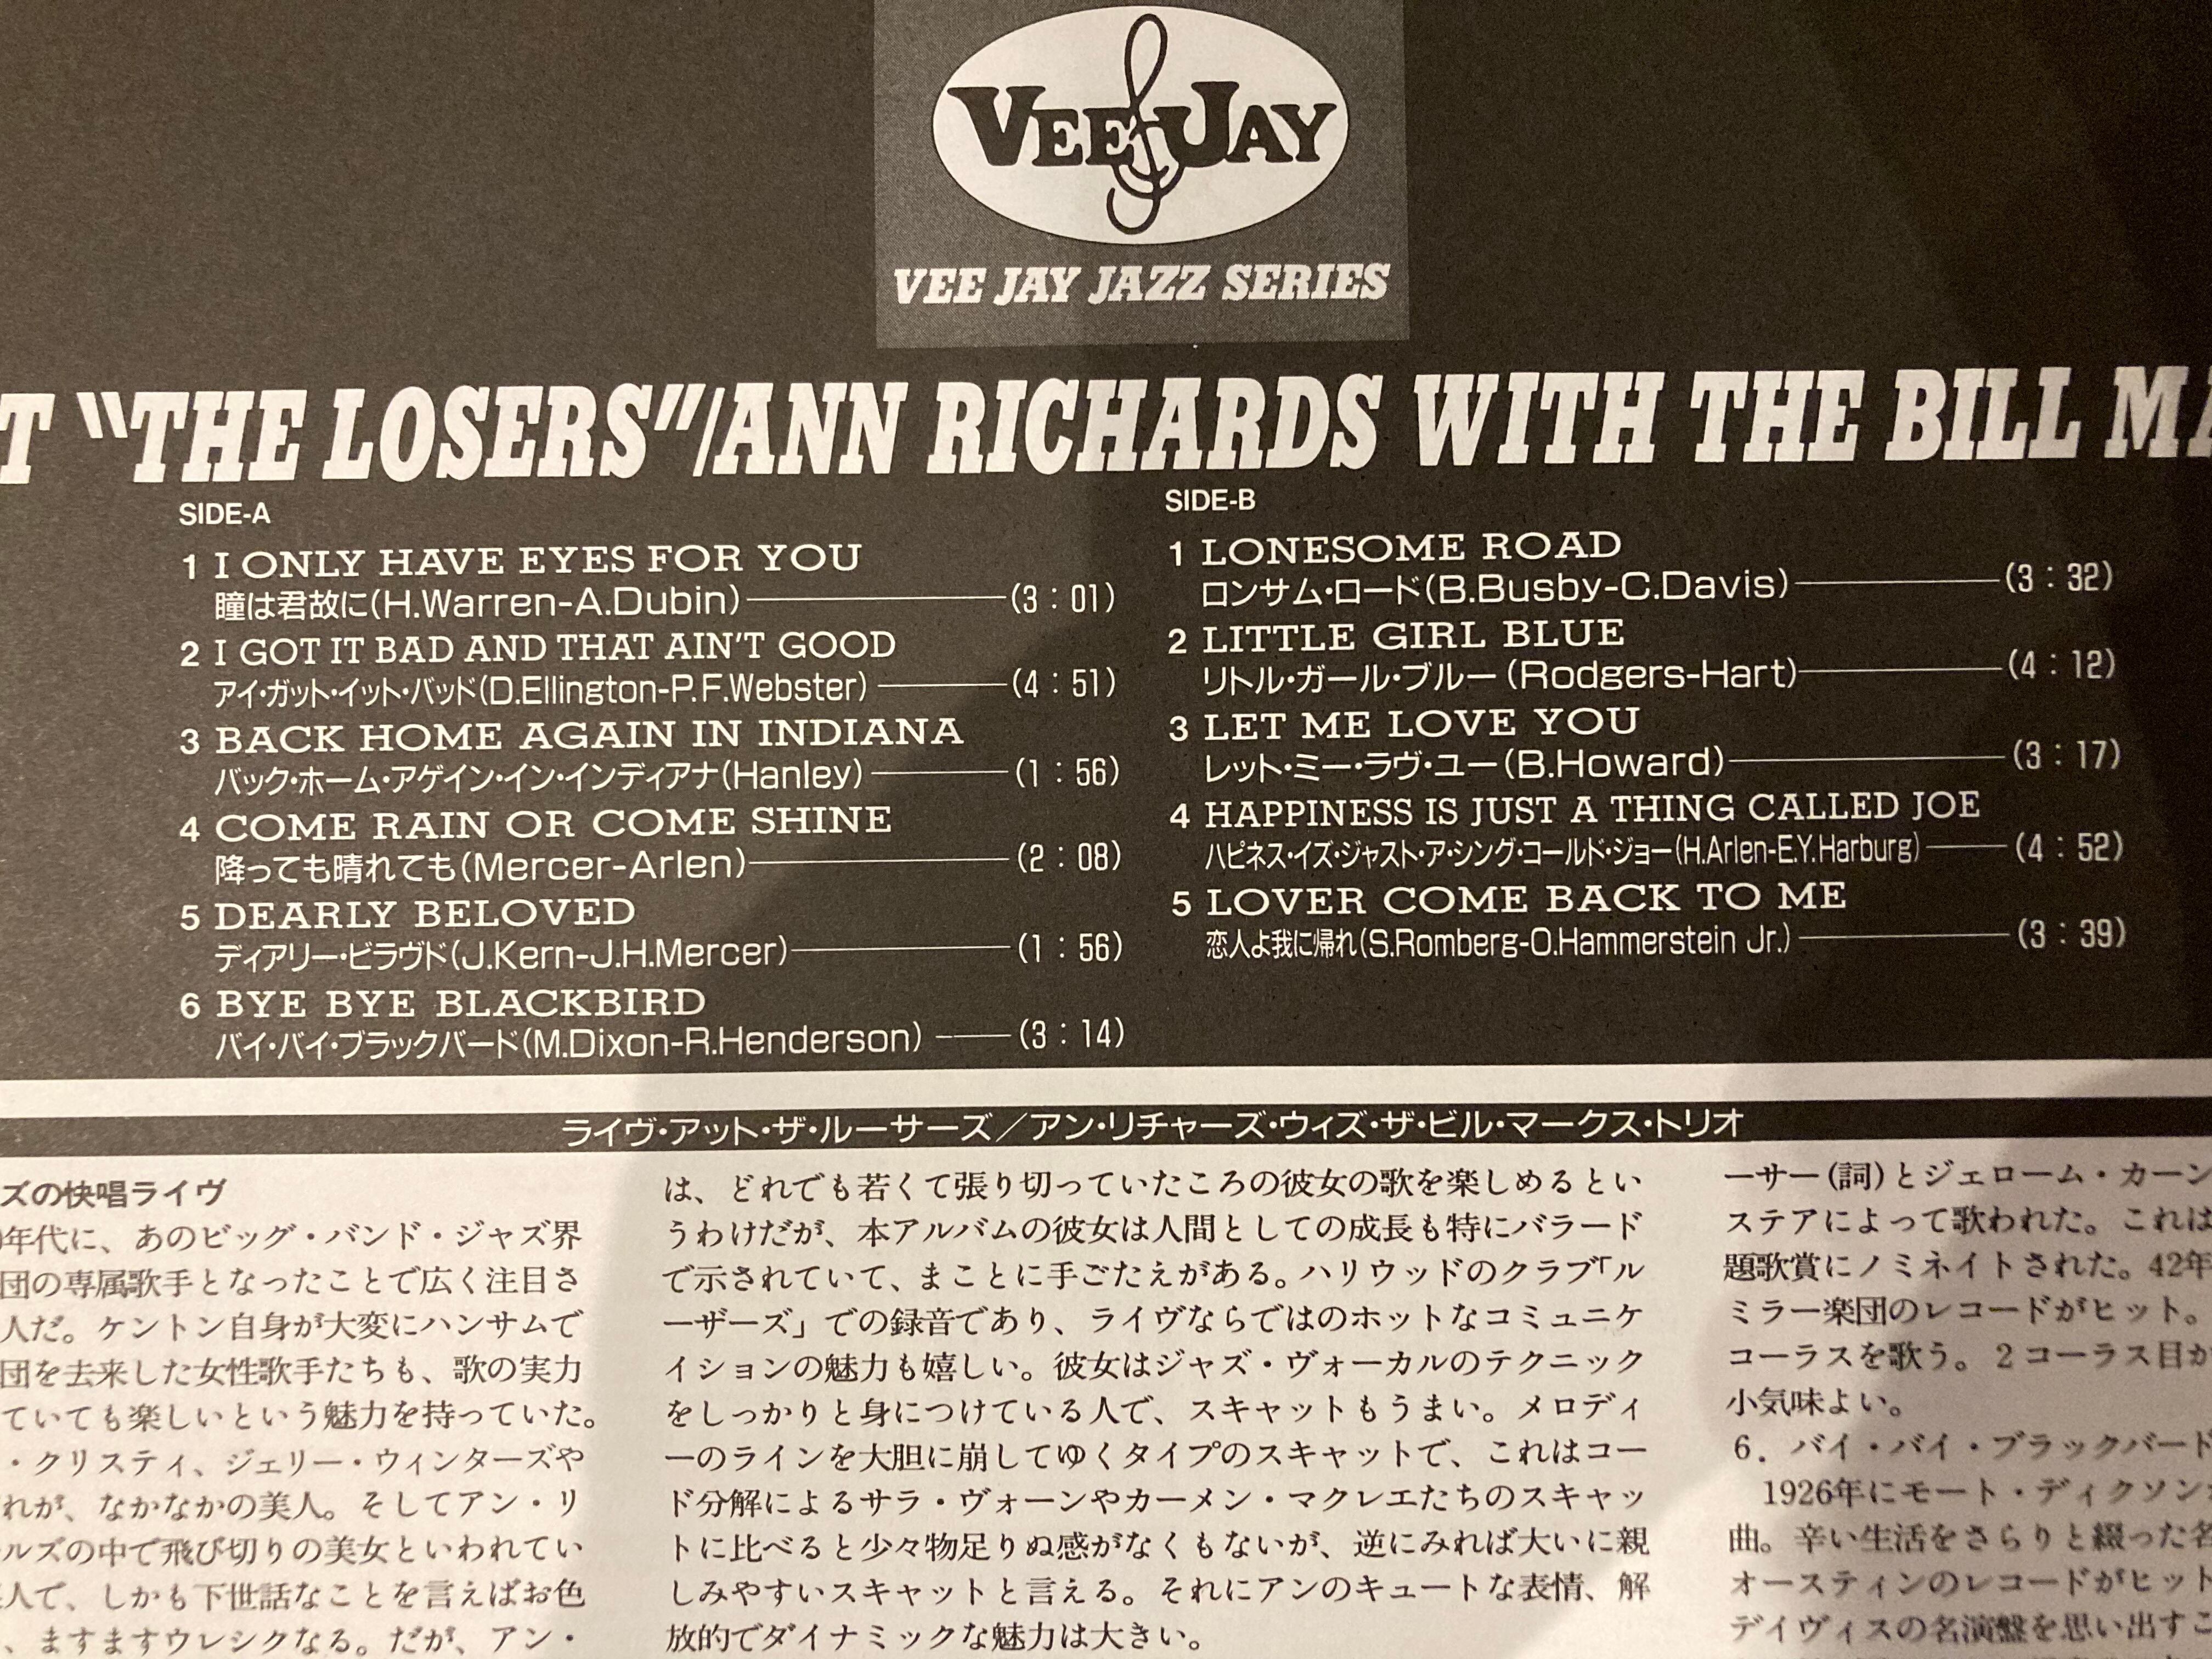 VEE JAY
VEE JAY JAZZ SERIES
T "THE LOSERS"/ANN RICHARDS WITH THE BILL MA
SIDE-A
1 I ONLY HAVE EYES FOR YOU
瞳は君故に(H.Warren-A.Dubin)——(3:01)
2 I GOT IT BAD AND THAT AIN'T GOOD
アイ・ガット・イット・バッド(D.Ellington-P.F.Webster)——(4:51)
3 BACK HOME AGAIN IN INDIANA
バック・ホーム・アゲイン・イン・インディアナ(Hanley)——(1:56)
4 COME RAIN OR COME SHINE
降っても晴れても(Mercer-Arlen)——(2:08)
5 DEARLY BELOVED
ディアリー・ビラヴド(J.Kern-J.H.Mercer)——(1:56)
6 BYE BYE BLACKBIRD
バイ・バイ・ブラックバード(M.Dixon-R.Henderson)——(3:14)
SIDE-B
1 LONESOME ROAD
ロンサム・ロード(B.Busby-C.Davis)——(3:32)
2 LITTLE GIRL BLUE
リトル・ガール・ブルー(Rodgers-Hart)——(4:12)
3 LET ME LOVE YOU
レット・ミー・ラヴ・ユー(B.Howard)——(3:17)
4 HAPPINESS IS JUST A THING CALLED JOE
ハピネス・イズ・ジャスト・ア・シング・コールド・ジョー(H.Arlen-E.Y.Harburg)——(4:52)
5 LOVER COME BACK TO ME
恋人よ我に帰れ(S.Romberg-O.Hammerstein Jr.)——(3:39)
ライヴ・アット・ザ・ルーサーズ/アン・リチャーズ・ウィズ・ザ・ビル・マークス・トリオ
ズの快唱ライヴ
年代に、あのビッグ・バンド・ジャズ界
団の専属歌手となったことで広く注目さ
人だ。ケントン自身が大変にハンサムで
団を去来した女性歌手たちも、歌の実力
ていても楽しいという魅力を持っていた。
・クリスティ、ジェリー・ウィンターズや
れが、なかなかの美人。そしてアン・リ
ルズの中で飛び切りの美女といわれてい
人で、しかも下世話なことを言えばお色
、ますますウレシクなる。だが、アン・
は、どれでも若くて張り切っていたころの彼女の歌を楽しめるとい
うわけだが、本アルバムの彼女は人間としての成長も特にバラード
で示されていて、まことに手ごたえがある。ハリウッドのクラブ「ル
ーザーズ」での録音であり、ライヴならではのホットなコミュニケ
イションの魅力も嬉しい。彼女はジャズ・ヴォーカルのテクニック
をしっかりと身につけている人で、スキャットもうまい。メロディ
ーのラインを大胆に崩してゆくタイプのスキャットで、これはコー
ド分解によるサラ・ヴォーンやカーメン・マクレエたちのスキャッ
トに比べると少々物足りぬ感がなくもないが、逆にみれば大いに親
しみやすいスキャットと言える。それにアンのキュートな表情、解
放的でダイナミックな魅力は大きい。
ーサー(詞)とジェローム・カーン
ステアによって歌われた。これは
題歌賞にノミネイトされた。42年
ミラー楽団のレコードがヒット。
コーラスを歌う。2コーラス目か
小気味よい。
6. バイ・バイ・ブラックバード
1926年にモート・ディクソン
曲。辛い生活をさらりと綴った名
オースティンのレコードがヒット
デイヴィスの名演盤を思い出すこ